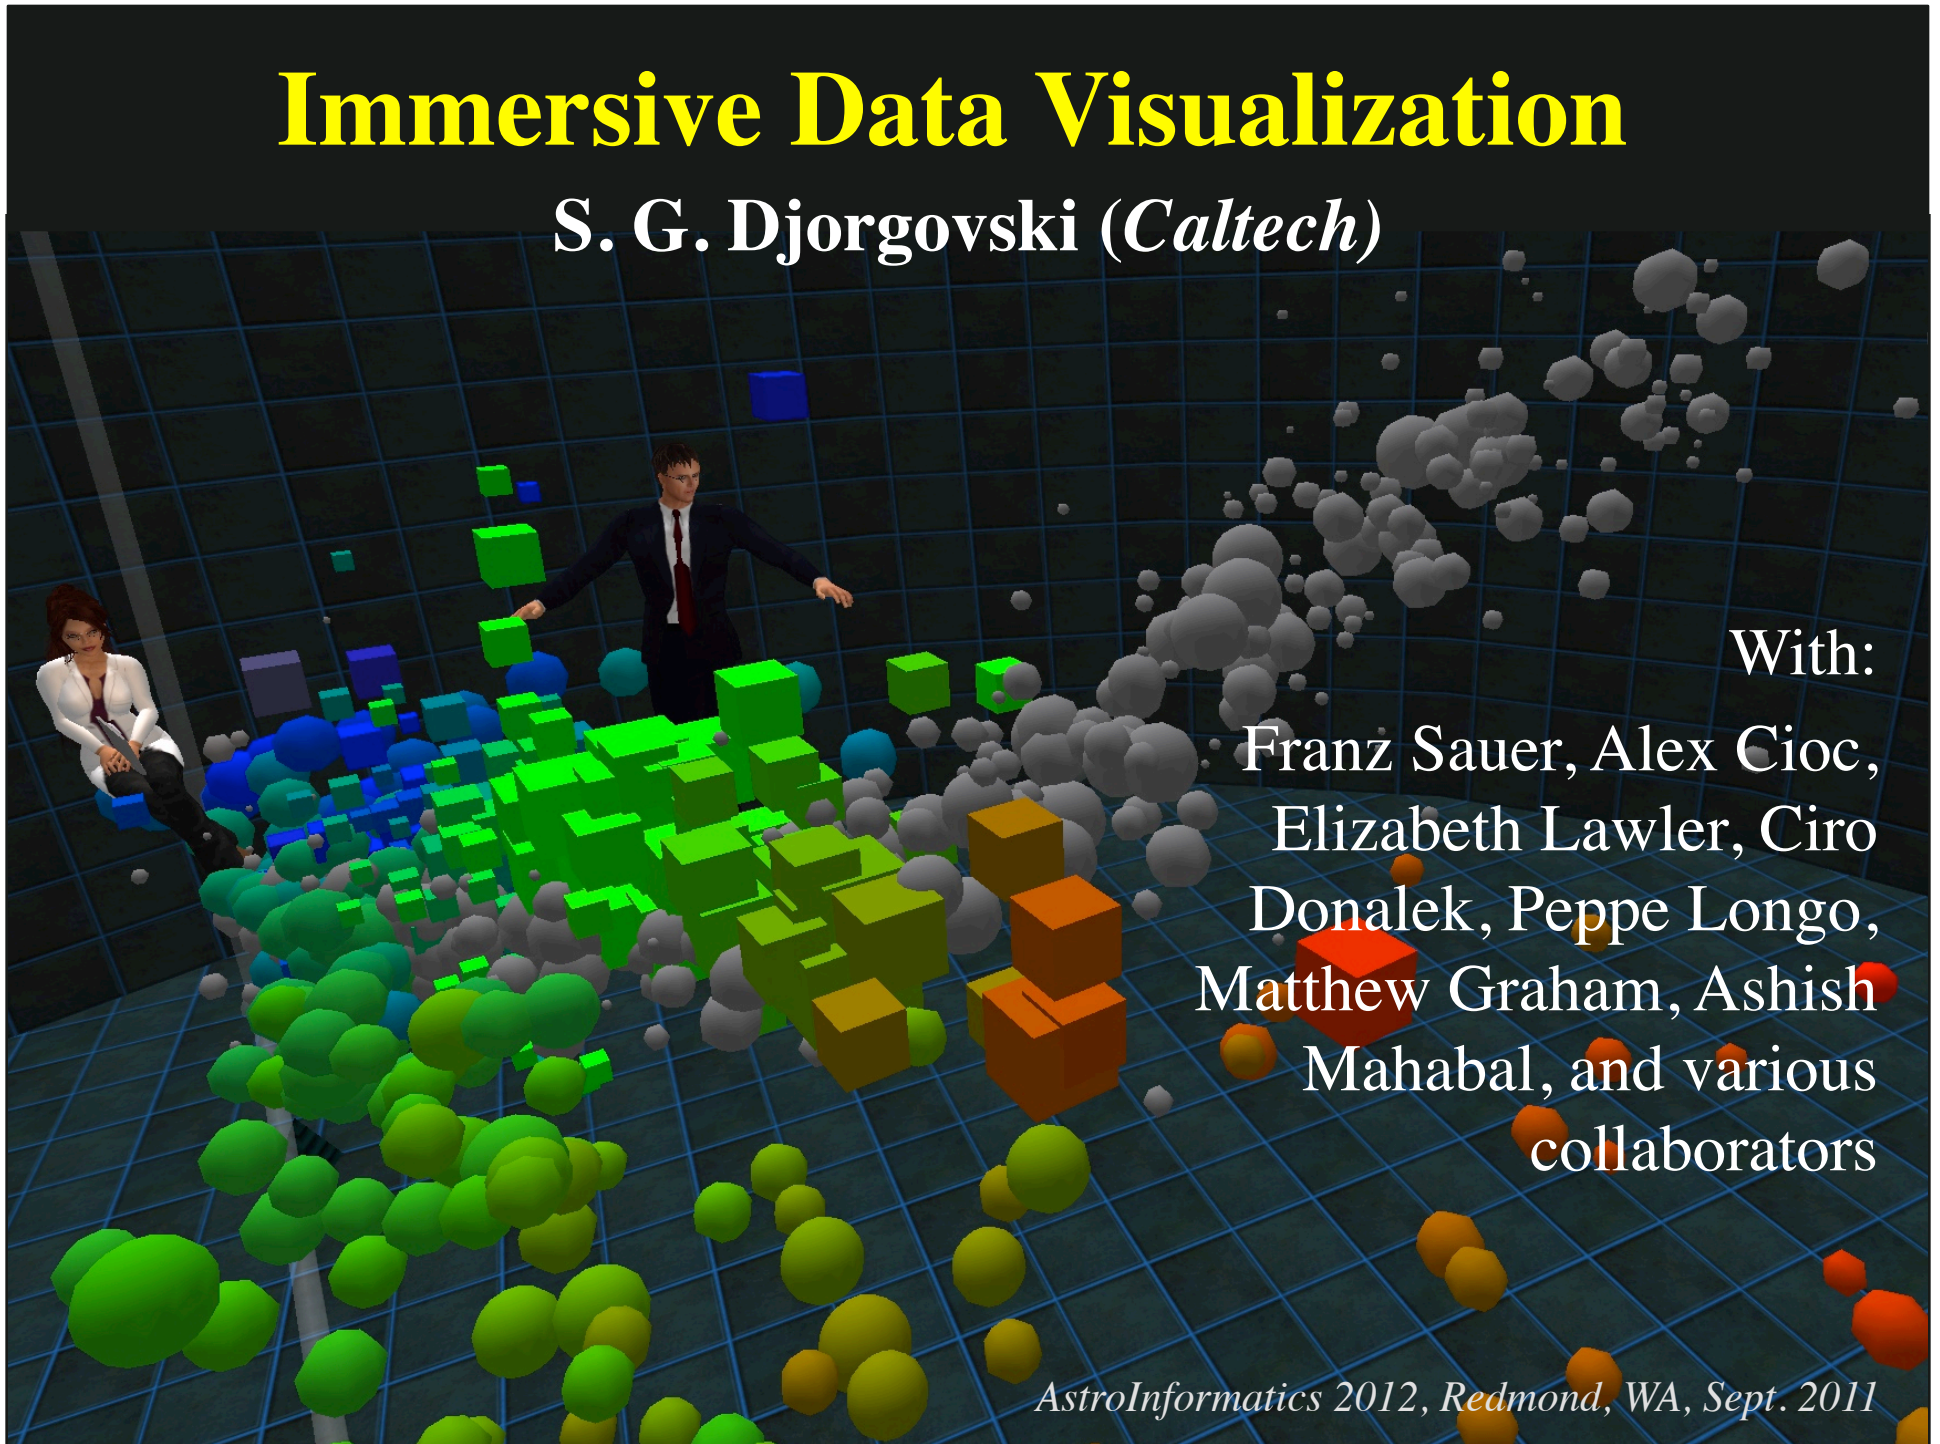 Immersive Data Visualization
S. G. Djorgovski (Caltech)
With:
Franz Sauer, Alex Cioc,
Elizabeth Lawler, Ciro
Donalek, Peppe Longo,
Matthew Graham, Ashish
Mahabal, and various
collaborators
AstroInformatics 2012, Redmond, WA, Sept. 2011